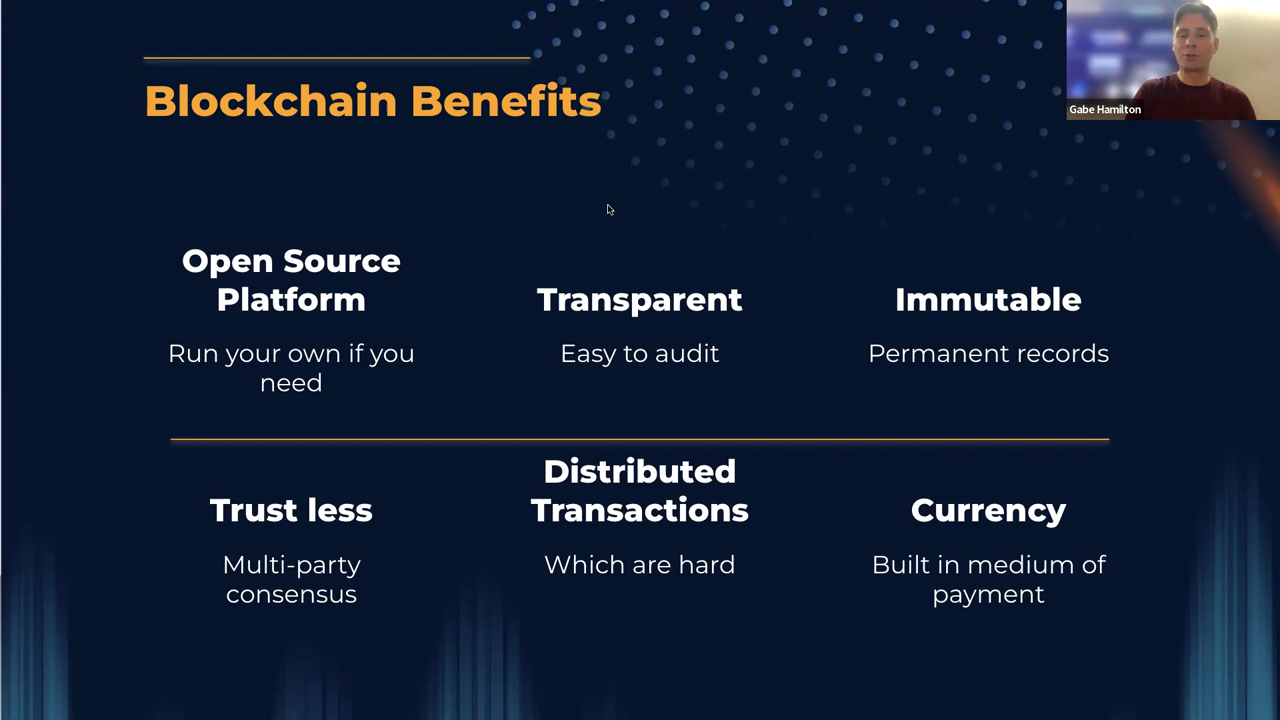 Blockchain Benefits
Gabe Hamilton
Open Source
Platform
Run your own if you
need
Transparent
Easy to audit
Immutable
Permanent records
Trust less
Multi-party
consensus
Distributed
Transactions
Which are hard
Currency
Built in medium of
payment